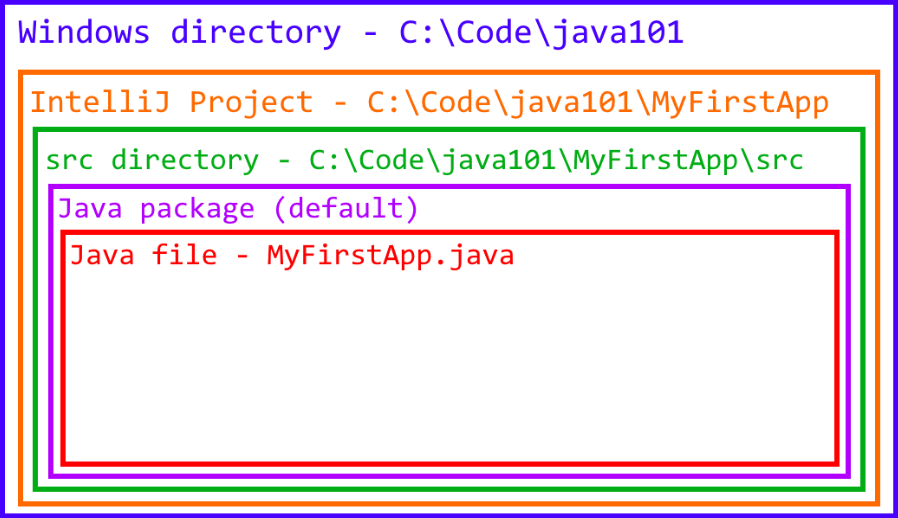 Windows directory - C:\Code\java101
IntelliJ Project - C:\Code\java101\MyFirstApp
src directory - C:\Code\java101\MyFirstApp\src
Java package (default)
Java file - MyFirstApp.java